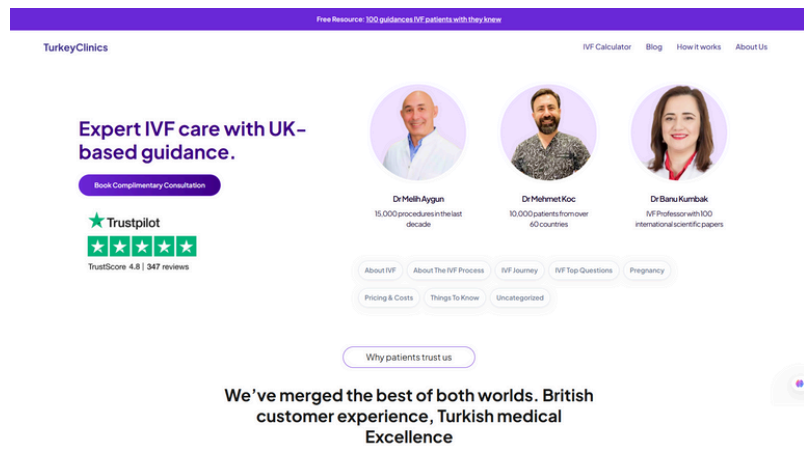 Free Resource: 100 guidances IVF patients with they knew
TurkeyClinics
IVF Calculator Blog How it works About Us
Expert IVF care with UK-
based guidance.
Book Complimentary Consultation
Trustpilot
TrustScore 4.8 | 347 reviews
Dr Melih Aygun
15,000 procedures in the last
decade
Dr Mehmet Koc
10,000 patients from over
60 countries
Dr Banu Kumbak
IVF Professor with 100
international scientific papers
About IVF About The IVF Process IVF Journey IVF Top Questions Pregnancy
Pricing & Costs Things To Know Uncategorized
Why patients trust us
We've merged the best of both worlds. British
customer experience, Turkish medical
Excellence